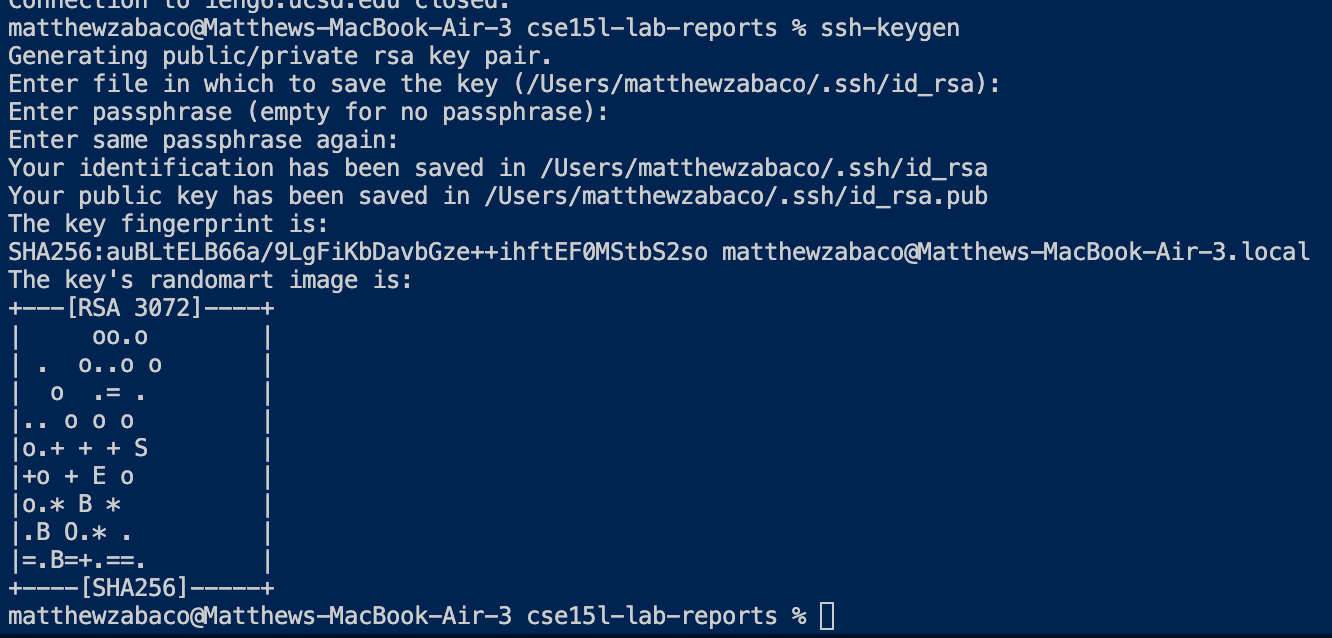 Connection to ieng6.ucsd.edu closed.
matthewzabaco@Matthews-MacBook-Air-3 cse15l-lab-reports % ssh-keygen
Generating public/private rsa key pair.
Enter file in which to save the key (/Users/matthewzabaco/.ssh/id_rsa):
Enter passphrase (empty for no passphrase):
Enter same passphrase again:
Your identification has been saved in /Users/matthewzabaco/.ssh/id_rsa
Your public key has been saved in /Users/matthewzabaco/.ssh/id_rsa.pub
The key fingerprint is:
SHA256:auBLtELB66a/9LgFiKbDavbGze++ihftEF0MStbS2so matthewzabaco@Matthews-MacBook-Air-3.local
The key's randomart image is:
+---[RSA 3072]----+
|     oo.o        |
| .  o..o o       |
|  o  .= .        |
|.. o o o         |
|o.+ + + S        |
|+o + E o         |
|o.* B *          |
|.B O.* .         |
|=.B=+.==.        |
+----[SHA256]-----+
matthewzabaco@Matthews-MacBook-Air-3 cse15l-lab-reports %